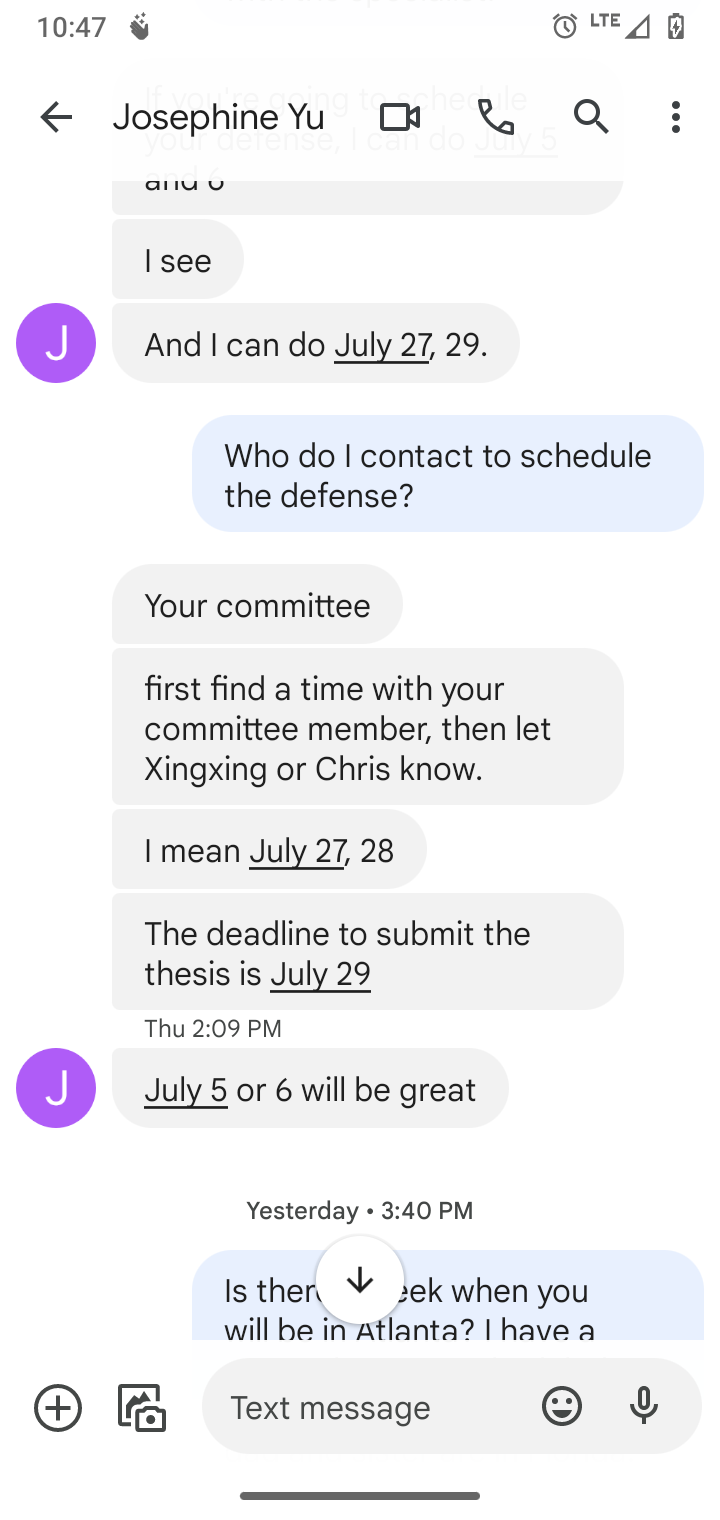 10:47
LTE
If you're going to schedule
Josephine Yu
your defense, I can do July 5
and 6
I see
J
And I can do July 27, 29.
Who do I contact to schedule
the defense?
Your committee
first find a time with your
committee member, then let
Xingxing or Chris know.
I mean July 27, 28
The deadline to submit the
thesis is July 29
Thu 2:09 PM
J
July 5 or 6 will be great
Yesterday • 3:40 PM
Is when you
will be in Atlanta? I have a
Text message